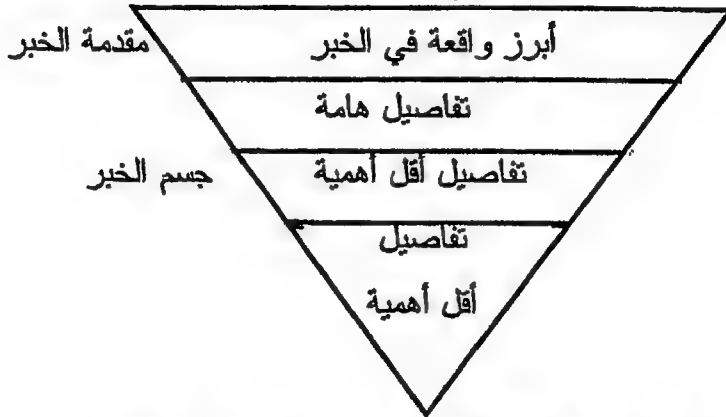 مقدمة الخبر
أبرز واقعة في الخبر
تفاصيل هامة
جسم الخبر
تفاصيل أقل أهمية
تفاصيل
أقل أهمية